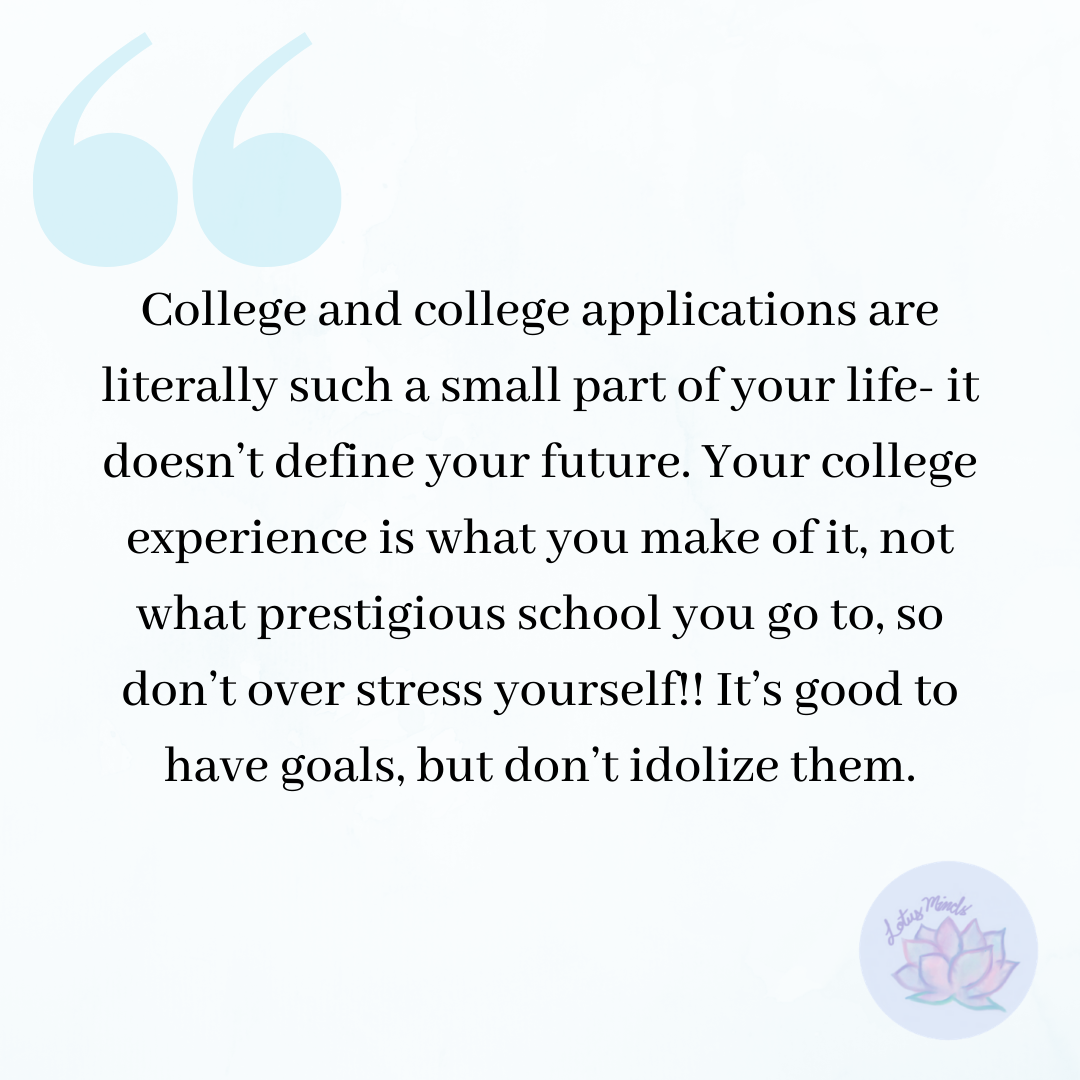 College and college applications are
literally such a small part of your life- it
doesn’t define your future. Your college
experience is what you make of it, not
what prestigious school you go to, so
don’t over stress yourself!! It’s good to
have goals, but don’t idolize them.
Lotus Minds